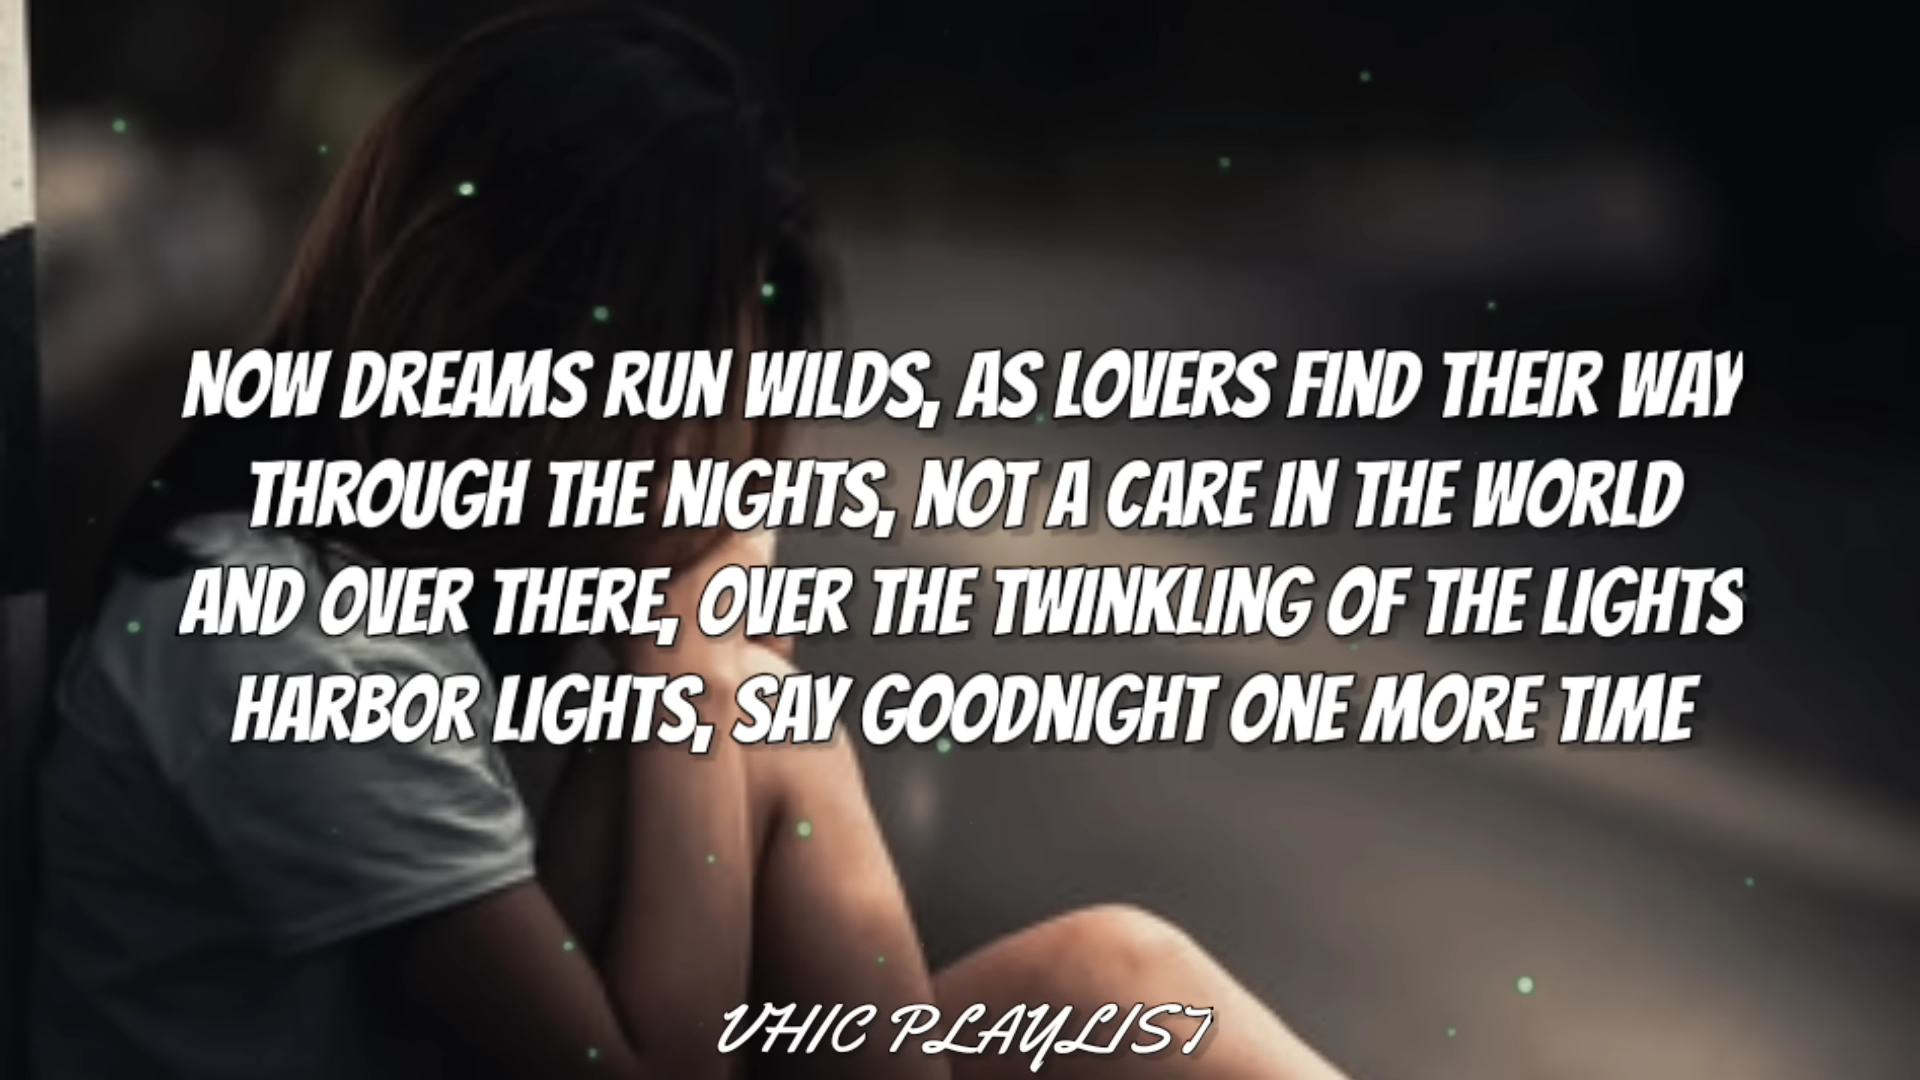 NOW DREAMS RUN WILDS, AS LOVERS FIND THEIR WAY
THROUGH THE NIGHTS, NOT A CARE IN THE WORLD
AND OVER THERE, OVER THE TWINKLING OF THE LIGHTS
HARBOR LIGHTS, SAY GOODNIGHT ONE MORE TIME
VHIC PLAYLIST